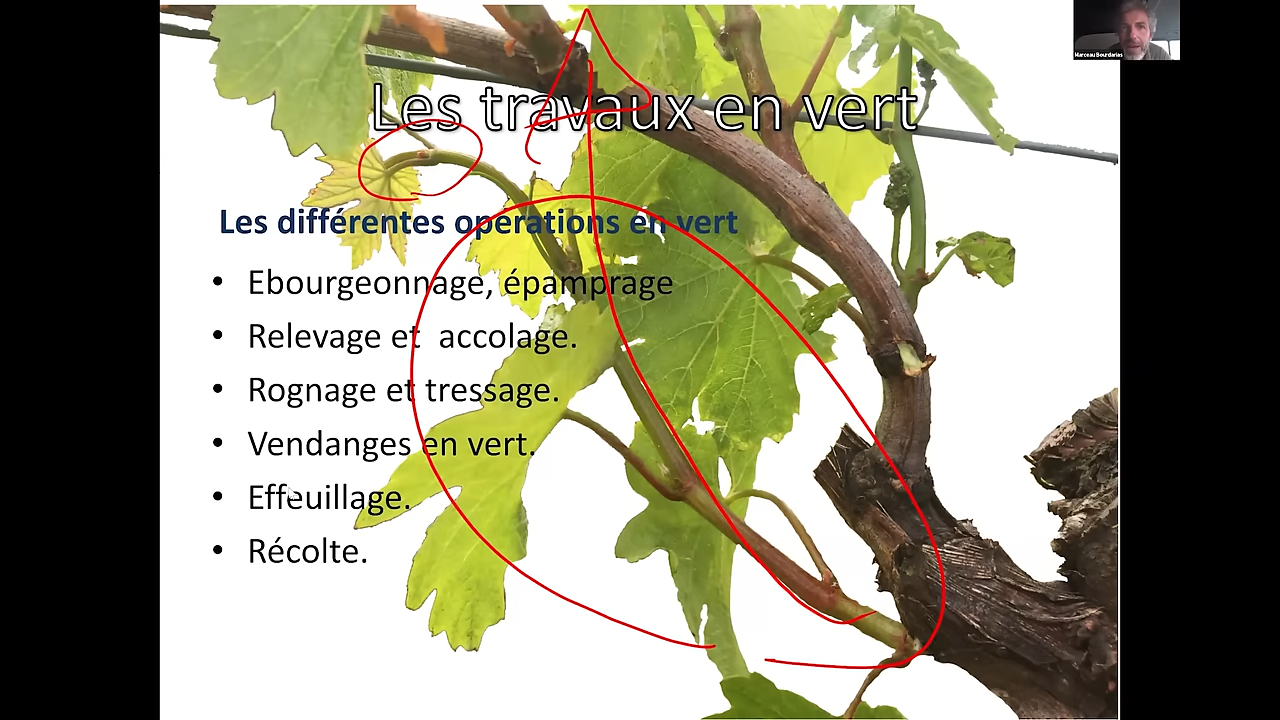 Marceau Bourdarias
Les travaux en vert
Les différentes operations en vert
• Ebourgeonnage, épamprage
• Relevage et  accolage.
• Rognage et tressage.
• Vendanges en vert.
• Effeuillage.
• Récolte.